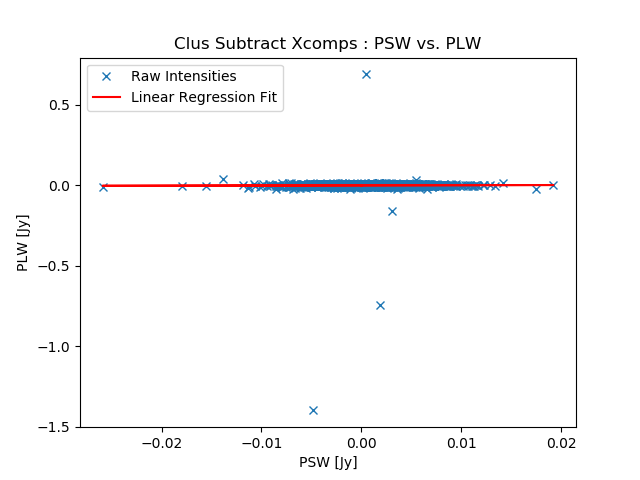 Clus Subtract Xcomps : PSW vs. PLW
Raw Intensities
Linear Regression Fit
0.5
0.0
−0.5
−1.0
−1.5
PLW [Jy]
−0.02
−0.01
0.00
0.01
0.02
PSW [Jy]